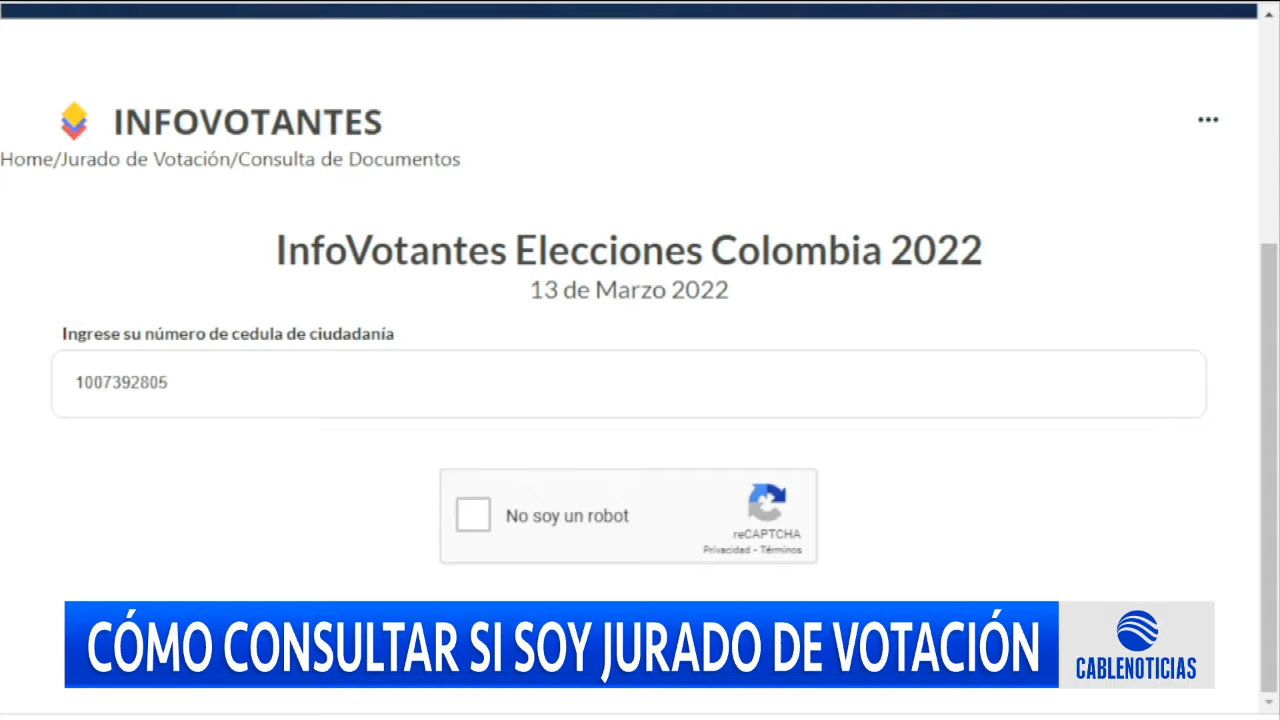 INFOVOTANTES
Home/Jurado de Votación/Consulta de Documentos
InfoVotantes Elecciones Colombia 2022
13 de Marzo 2022
Ingrese su número de cedula de ciudadanía
1007392805
No soy un robot
reCAPTCHA
Privacidad - Términos
CÓMO CONSULTAR SI SOY JURADO DE VOTACIÓN
CABLENOTICIAS